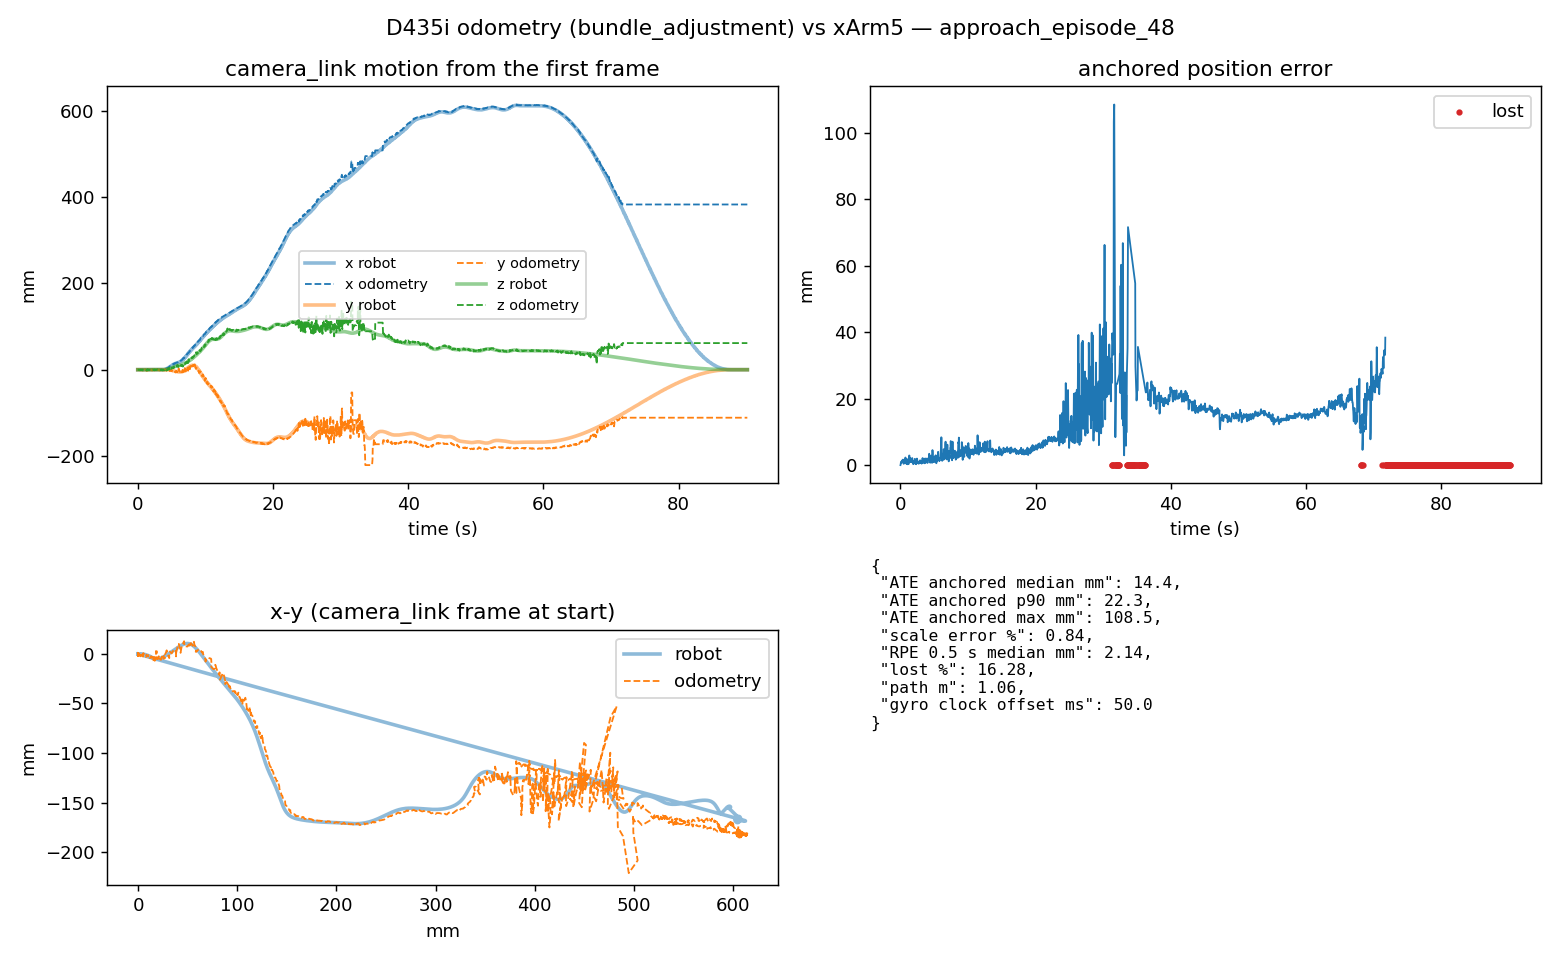 D435i odometry (bundle_adjustment) vs xArm5 — approach_episode_48
camera_link motion from the first frame
600
400
200
0
−200
mm
x robot
x odometry
y robot
y odometry
z robot
z odometry
0 20 40 60 80
time (s)
anchored position error
100
80
60
40
20
0
mm
lost
0 20 40 60 80
time (s)
x-y (camera_link frame at start)
0
−50
−100
−150
−200
mm
robot
odometry
0 100 200 300 400 500 600
mm
{
"ATE anchored median mm": 14.4,
"ATE anchored p90 mm": 22.3,
"ATE anchored max mm": 108.5,
"scale error %": 0.84,
"RPE 0.5 s median mm": 2.14,
"lost %": 16.28,
"path m": 1.06,
"gyro clock offset ms": 50.0
}